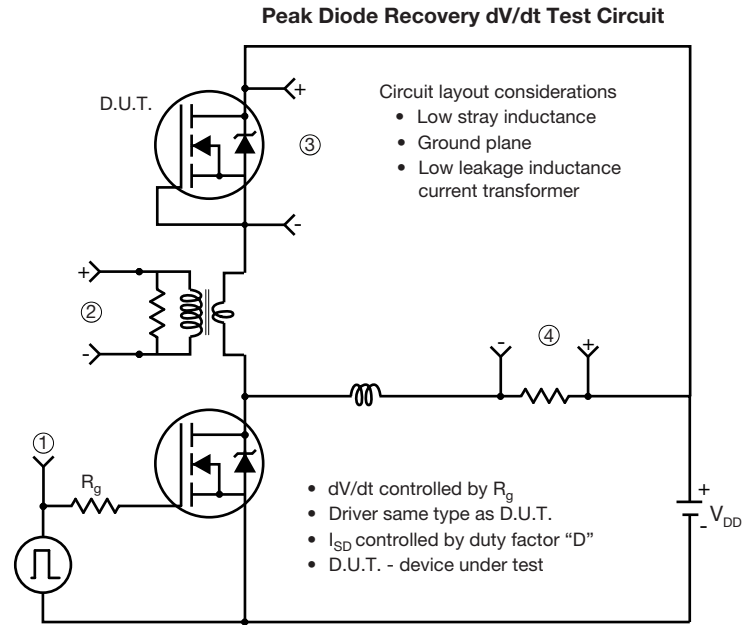 Peak Diode Recovery dV/dt Test Circuit
D.U.T.
+
③
-
Circuit layout considerations
• Low stray inductance
• Ground plane
• Low leakage inductance
current transformer
+
②
-
-
④
+
①
Rg
• dV/dt controlled by Rg
• Driver same type as D.U.T.
• ISD controlled by duty factor “D”
• D.U.T. - device under test
+
VDD
-